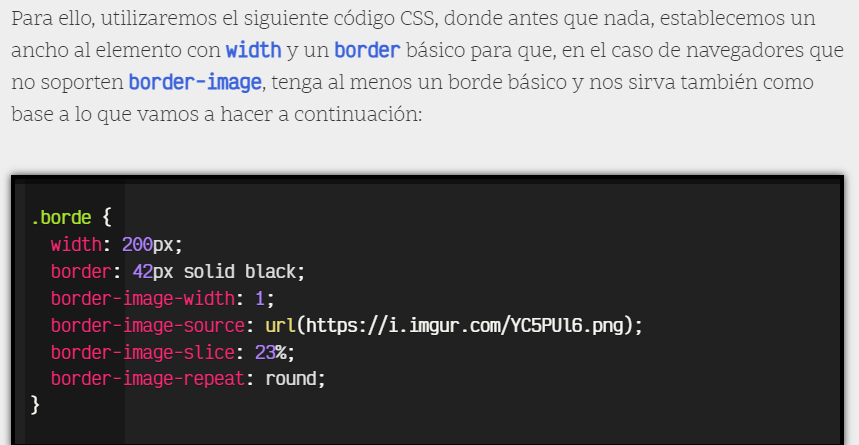 Para ello, utilizaremos el siguiente código CSS, donde antes que nada, establecemos un
ancho al elemento con width y un border básico para que, en el caso de navegadores que
no soporten border-image, tenga al menos un borde básico y nos sirva también como
base a lo que vamos a hacer a continuación:
.borde {
  width: 200px;
  border: 42px solid black;
  border-image-width: 1;
  border-image-source: url(https://i.imgur.com/YC5PUl6.png);
  border-image-slice: 23%;
  border-image-repeat: round;
}